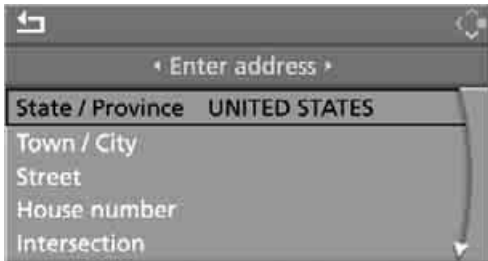 Enter address
State / Province UNITED STATES
Town / City
Street
House number
Intersection